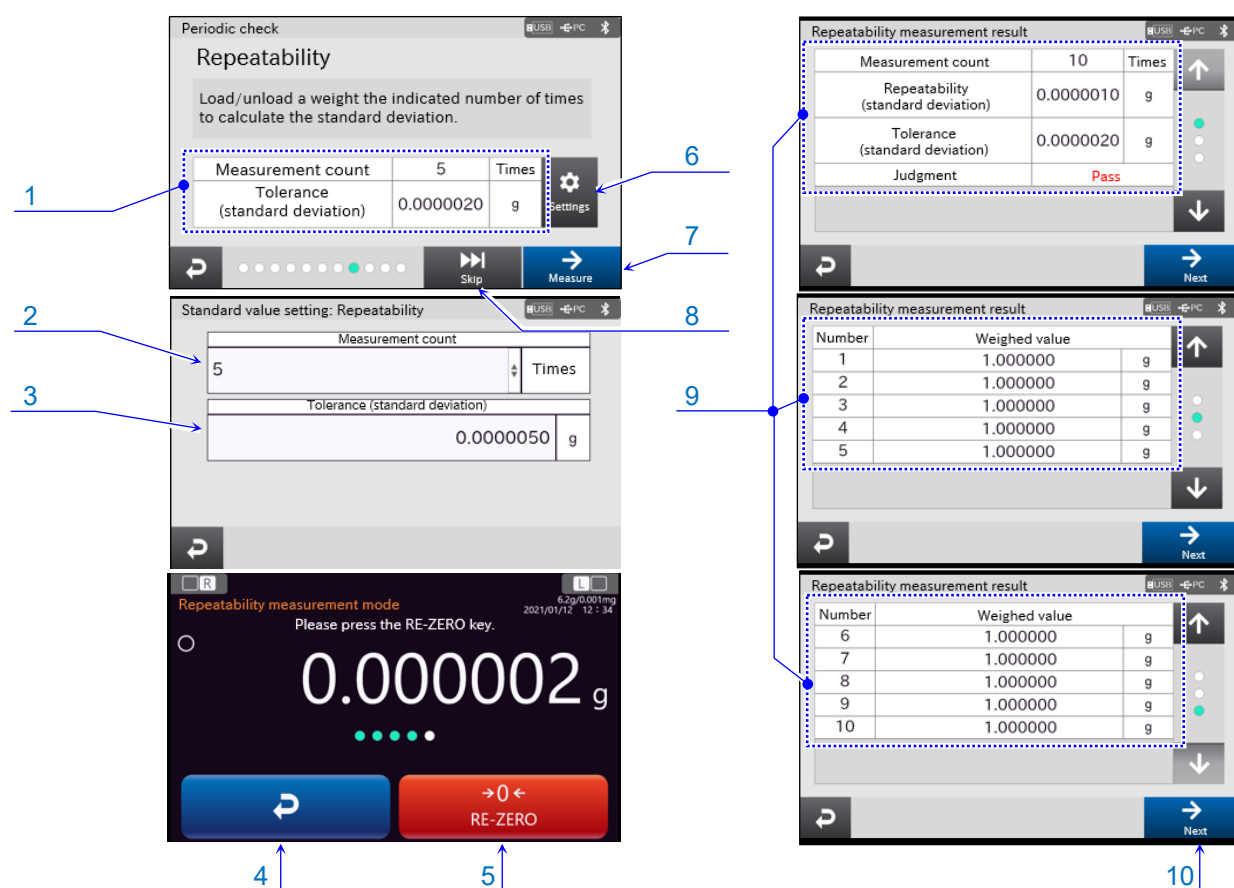 Periodic check
USB PC
Repeatability
Load/unload a weight the indicated number of times
to calculate the standard deviation.
Measurement count 5 Times
Tolerance
(standard deviation) 0.0000020 g
Settings
Skip
Measure
1
6
7
8
Standard value setting: Repeatability
USB PC
Measurement count
5 Times
Tolerance (standard deviation)
0.0000050 g
2
3
R L
Repeatability measurement mode
6.2g/0.001mg
2021/01/12 12:34
Please press the RE-ZERO key.
0.000002 g
→0←
RE-ZERO
4
5
Repeatability measurement result
USB PC
Measurement count 10 Times
Repeatability
(standard deviation) 0.0000010 g
Tolerance
(standard deviation) 0.0000020 g
Judgment Pass
Next
9
Repeatability measurement result
USB PC
Number Weighed value
1 1.000000 g
2 1.000000 g
3 1.000000 g
4 1.000000 g
5 1.000000 g
Next
Repeatability measurement result
USB PC
Number Weighed value
6 1.000000 g
7 1.000000 g
8 1.000000 g
9 1.000000 g
10 1.000000 g
Next
10